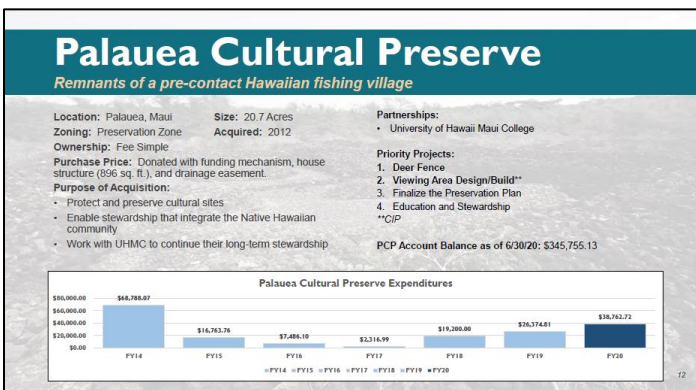 Palauea Cultural Preserve
Remnants of a pre-contact Hawaiian fishing village
Location: Palauea, Maui Size: 20.7 Acres
Zoning: Preservation Zone Acquired: 2012
Ownership: Fee Simple
Purchase Price: Donated with funding mechanism, house
structure (896 sq. ft.), and drainage easement.
Purpose of Acquisition:
• Protect and preserve cultural sites
• Enable stewardship that integrate the Native Hawaiian
community
• Work with UHMC to continue their long-term stewardship
Partnerships:
• University of Hawaii Maui College
Priority Projects:
1. Deer Fence
2. Viewing Area Design/Build**
3. Finalize the Preservation Plan
4. Education and Stewardship
**CIP
PCP Account Balance as of 6/30/20: $345,755.13
Palauea Cultural Preserve Expenditures
$80,000.00
$60,000.00
$40,000.00
$20,000.00
$0.00
$68,788.07
$16,763.76
$7,486.10
$2,316.99
$19,200.00
$26,374.81
$38,762.72
FY14 FY15 FY16 FY17 FY18 FY19 FY20
FY14 FY15 FY16 FY17 FY18 FY19 FY20
12